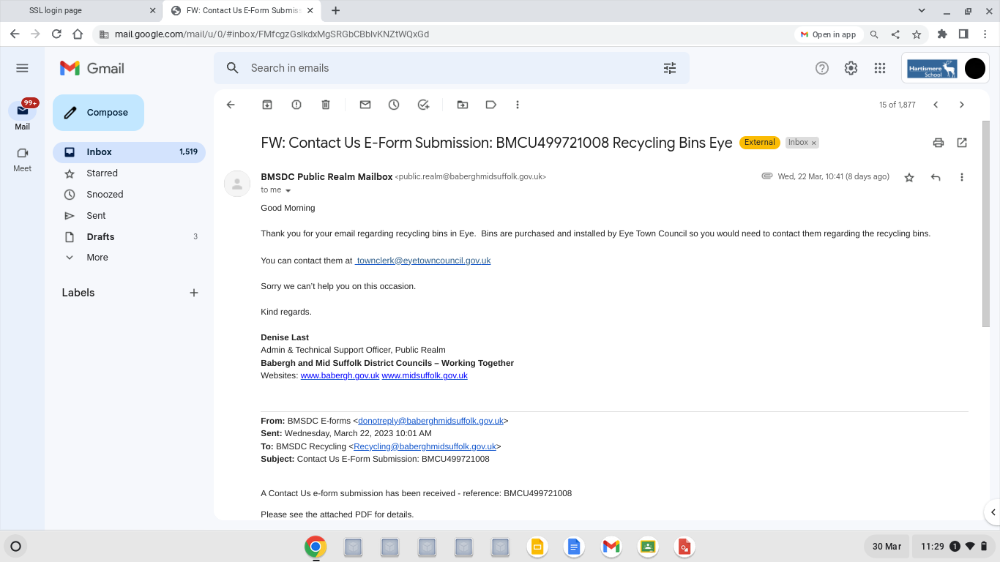 SSL login page
FW: Contact Us E-Form Submis
mail.google.com/mail/u/0/#inbox/FMfcgzGslkdxMgSRGbCBblvKNZtWQxGd
Open in app
99+
Mail
Meet
Gmail
Search in emails
Hartismere
School
Compose
Inbox 1,519
Starred
Snoozed
Sent
Drafts 3
More
Labels
15 of 1,877
FW: Contact Us E-Form Submission: BMCU499721008 Recycling Bins Eye External Inbox x
BMSDC Public Realm Mailbox <public.realm@baberghmidsuffolk.gov.uk> Wed, 22 Mar, 10:41 (8 days ago)
to me
Good Morning
Thank you for your email regarding recycling bins in Eye.  Bins are purchased and installed by Eye Town Council so you would need to contact them regarding the recycling bins.
You can contact them at  townclerk@eyetowncouncil.gov.uk
Sorry we can't help you on this occasion.
Kind regards.
Denise Last
Admin & Technical Support Officer, Public Realm
Babergh and Mid Suffolk District Councils – Working Together
Websites: www.babergh.gov.uk www.midsuffolk.gov.uk
From: BMSDC E-forms <donotreply@baberghmidsuffolk.gov.uk>
Sent: Wednesday, March 22, 2023 10:01 AM
To: BMSDC Recycling <Recycling@baberghmidsuffolk.gov.uk>
Subject: Contact Us E-Form Submission: BMCU499721008
A Contact Us e-form submission has been received - reference: BMCU499721008
Please see the attached PDF for details.
30 Mar
11:29 1